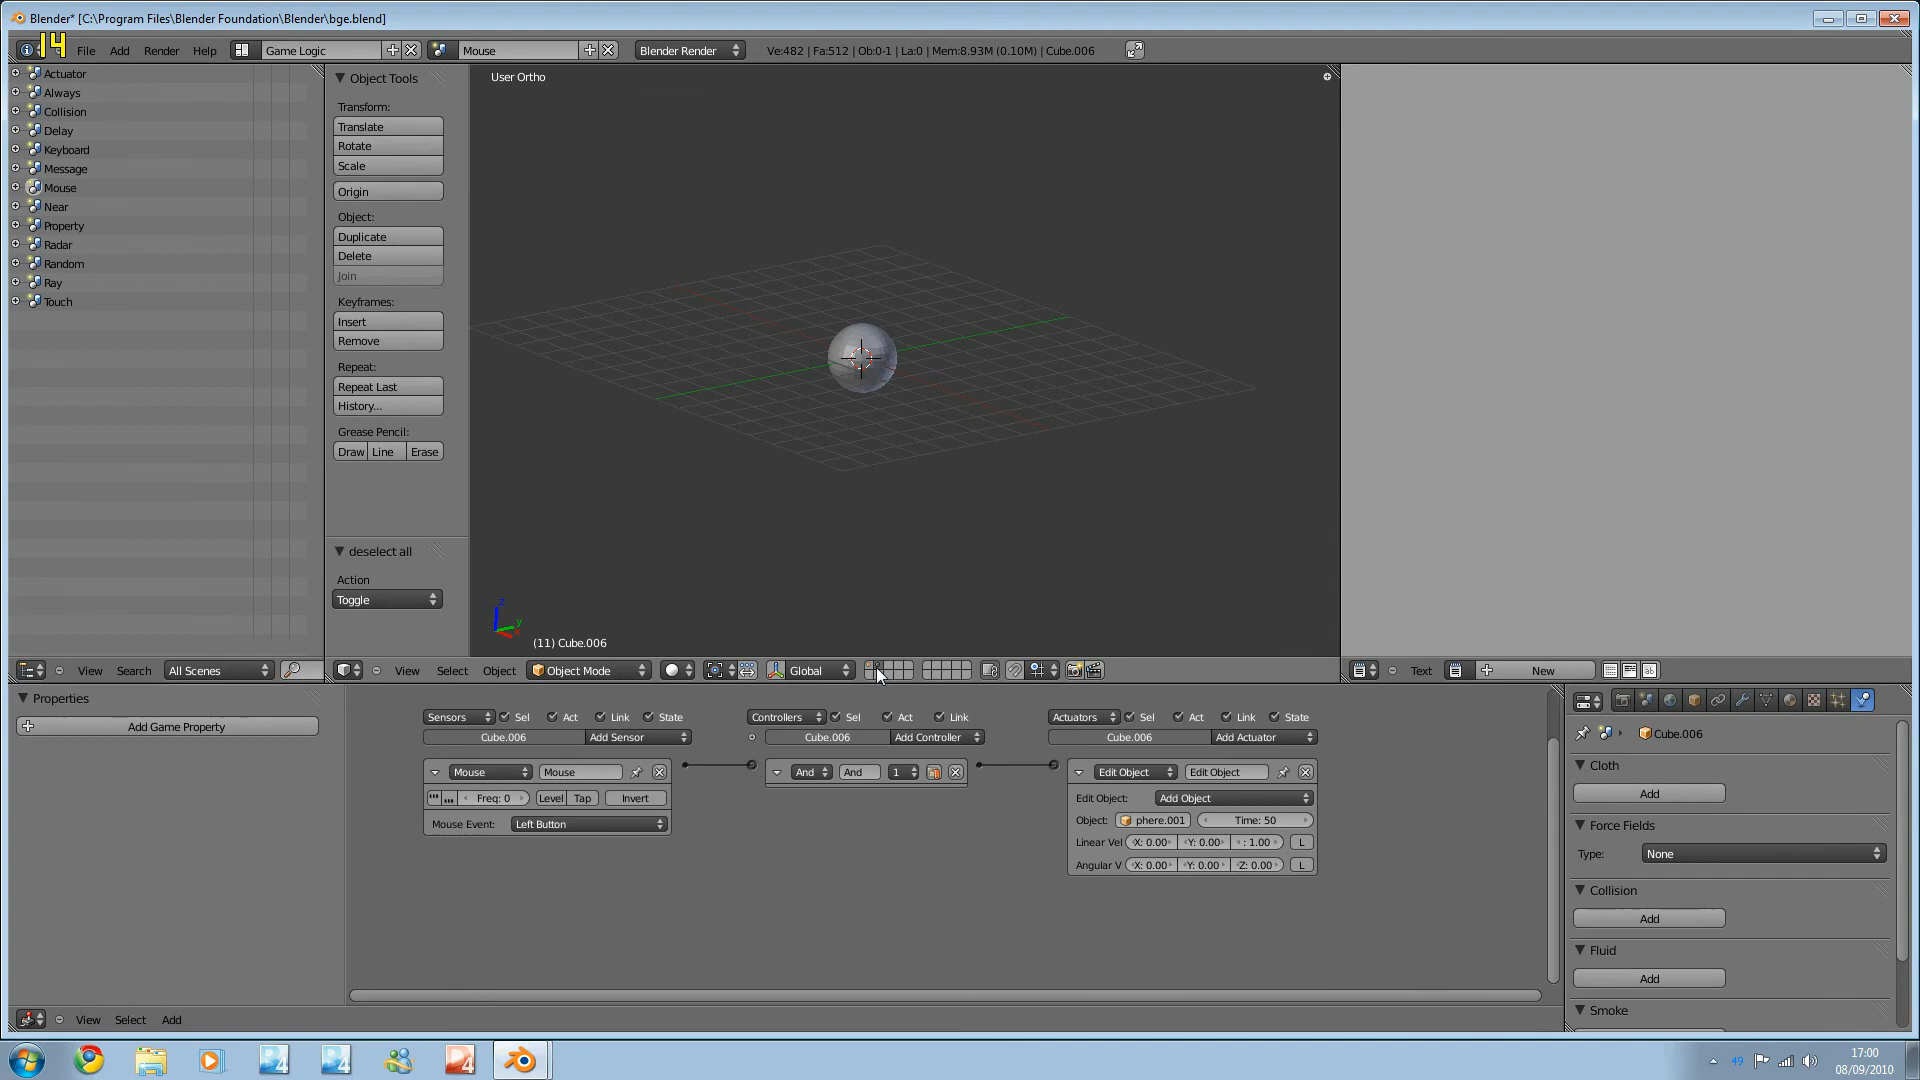 Blender* [C:\Program Files\Blender Foundation\Blender\bge.blend]
14
File Add Render Help Game Logic Mouse Blender Render Ve:482 | Fa:512 | Ob:0-1 | La:0 | Mem:8.93M (0.10M) | Cube.006
Actuator
Always
Collision
Delay
Keyboard
Message
Mouse
Near
Property
Radar
Random
Ray
Touch
View Search All Scenes
Object Tools
Transform:
Translate
Rotate
Scale
Origin
Object:
Duplicate
Delete
Join
Keyframes:
Insert
Remove
Repeat:
Repeat Last
History...
Grease Pencil:
Draw Line Erase
deselect all
Action
Toggle
User Ortho
z
y
(11) Cube.006
View Select Object Object Mode Global
Text New
Properties
Add Game Property
Sensors Sel Act Link State
Cube.006 Add Sensor
Mouse Mouse
Freq: 0 Level Tap Invert
Mouse Event: Left Button
Controllers Sel Act Link
Cube.006 Add Controller
And And 1
Actuators Sel Act Link State
Cube.006 Add Actuator
Edit Object Edit Object
Edit Object: Add Object
Object: phere.001 Time: 50
Linear Vel X: 0.00 Y: 0.00 : 1.00 L
Angular V X: 0.00 Y: 0.00 Z: 0.00 L
View Select Add
Cube.006
Cloth
Add
Force Fields
Type: None
Collision
Add
Fluid
Add
Smoke
49
17:00
08/09/2010